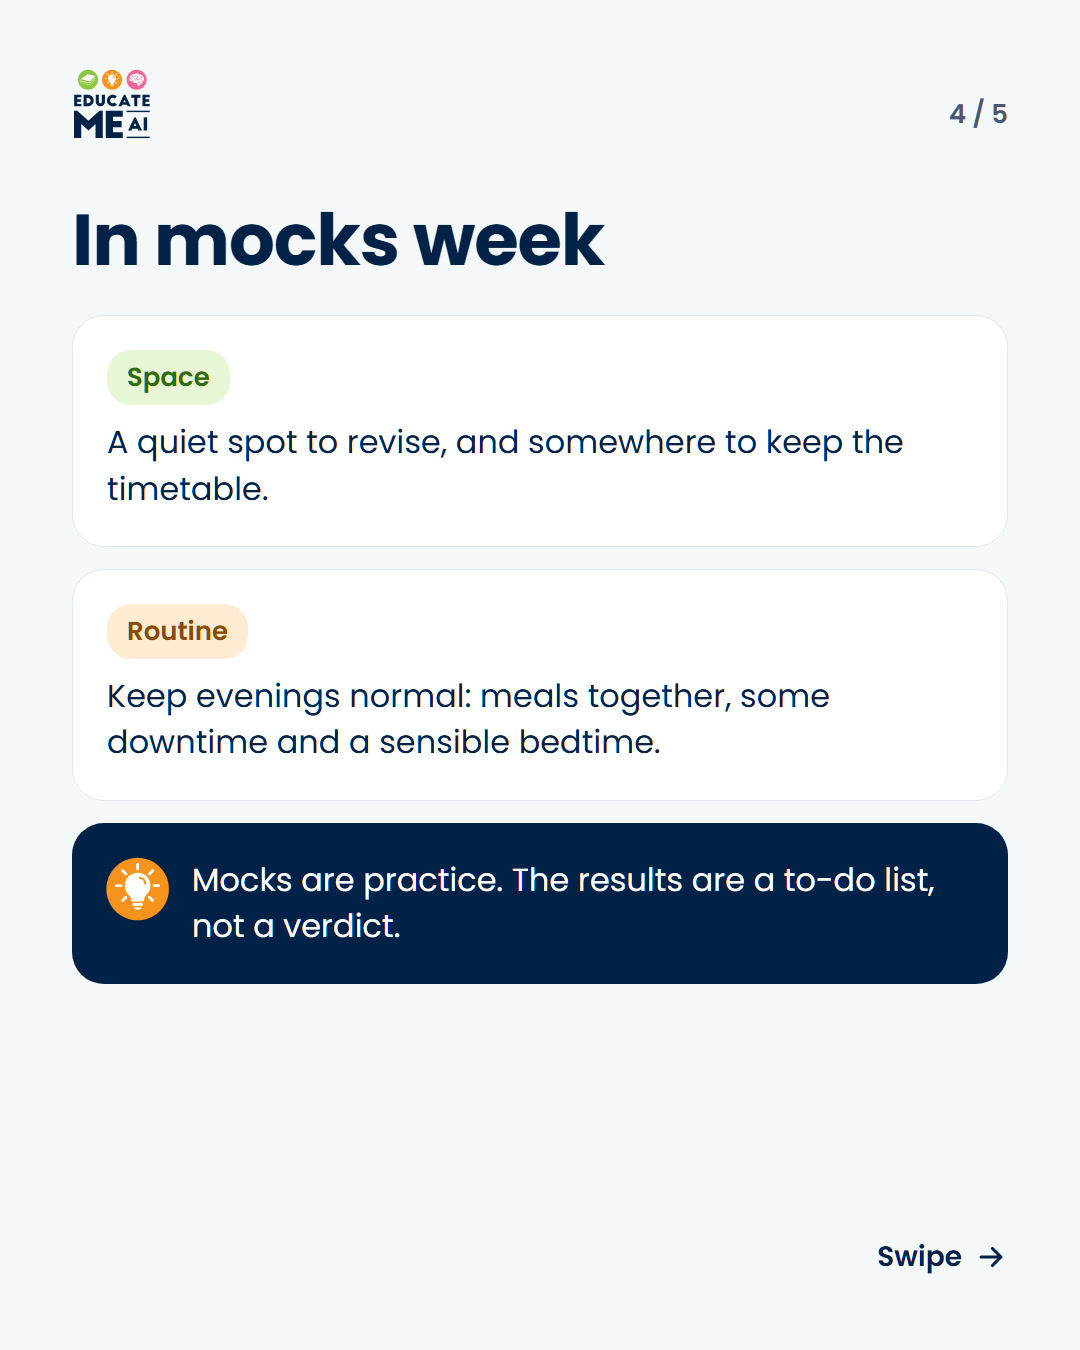 EDUCATE
ME AI
4 / 5
In mocks week
Space
A quiet spot to revise, and somewhere to keep the
timetable.
Routine
Keep evenings normal: meals together, some
downtime and a sensible bedtime.
Mocks are practice. The results are a to-do list,
not a verdict.
Swipe →